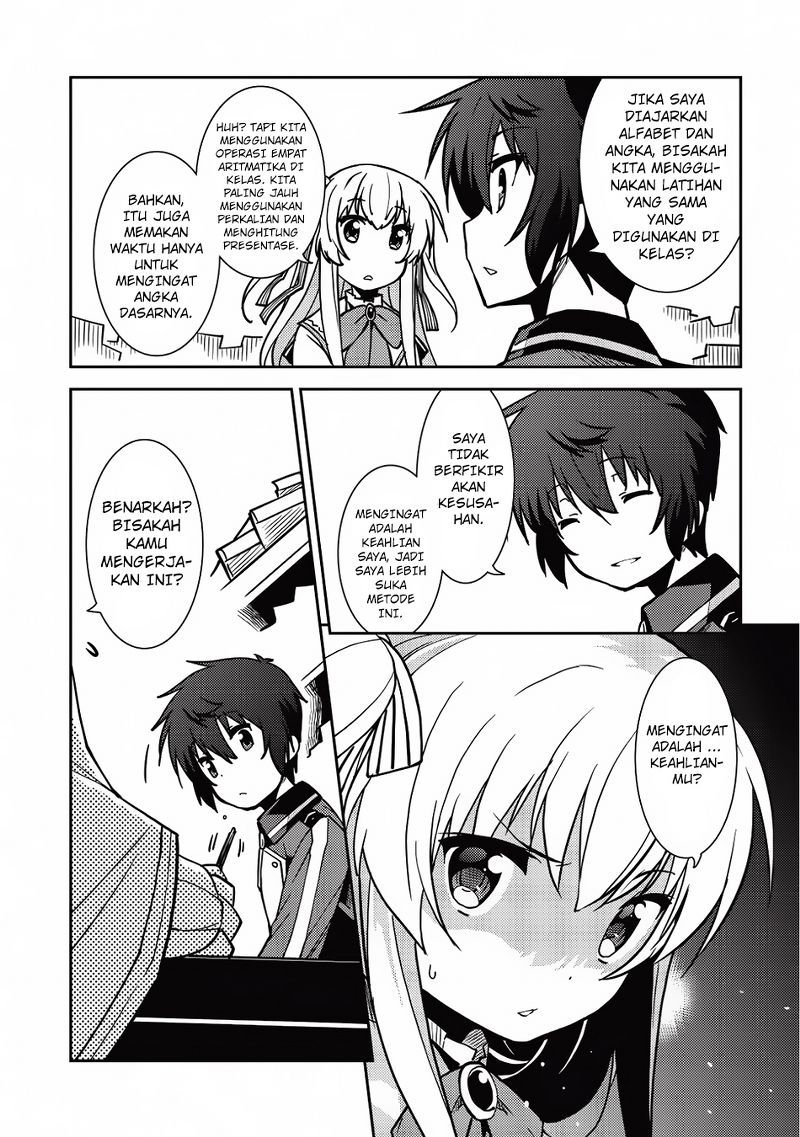 JIKA SAYA
DIAJARKAN
ALFABET DAN
ANGKA, BISAKAH
KITA MENGGU-
NAKAN LATIHAN
YANG SAMA
YANG
DIGUNAKAN DI
KELAS?
HUH? TAPI KITA
MENGGUNAKAN
OPERASI EMPAT
ARITMATIKA DI
KELAS. KITA
PALING JAUH
MENGGUNAKAN
PERKALIAN DAN
MENGHITUNG
PRESENTASE.
BAHKAN,
ITU JUGA
MEMAKAN
WAKTU HANYA
UNTUK
MENGINGAT
ANGKA
DASARNYA.
SAYA
TIDAK
BERFIKIR
AKAN
KESUSA-
HAN.
MENGINGAT
ADALAH
KEAHLIAN
SAYA, JADI
SAYA LEBIH
SUKA
METODE
INI.
BENARKAH?
BISAKAH
KAMU
MENGERJA-
KAN INI?
MENGINGAT
ADALAH ...
KEAHLIAN-
MU?